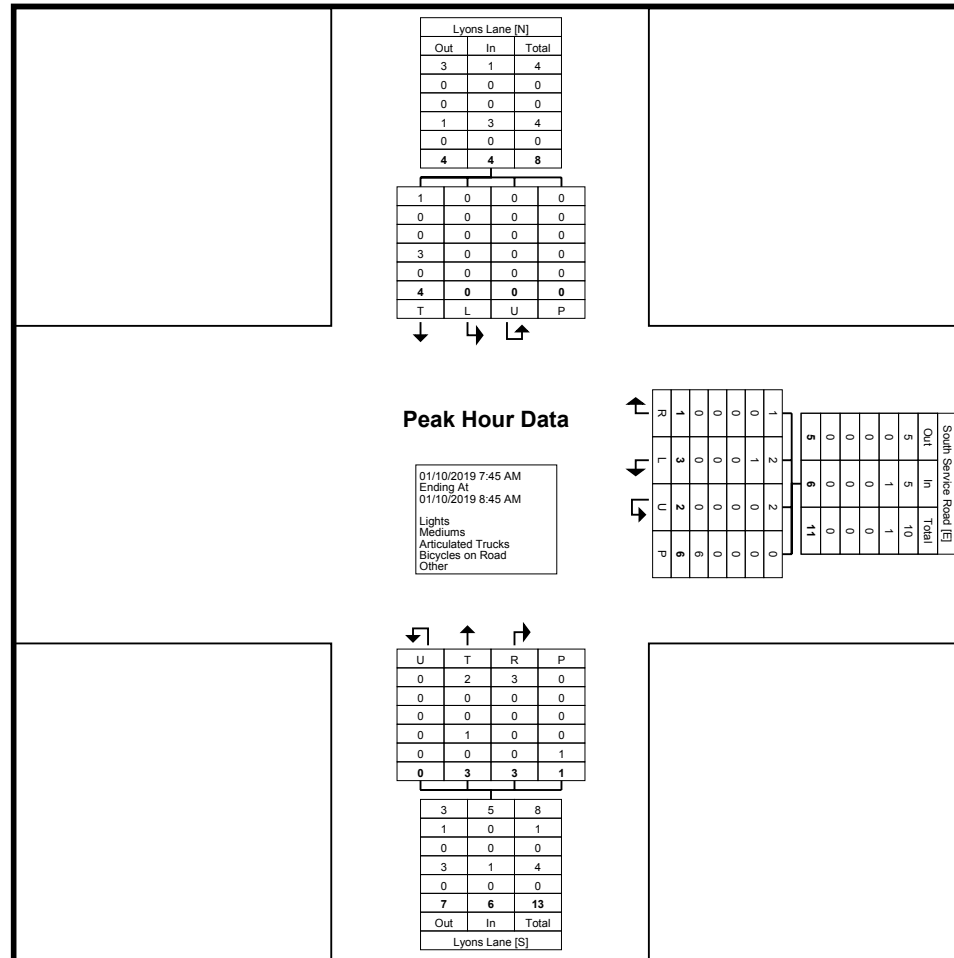 Lyons Lane [N]
Out In Total
3 1 4
0 0 0
0 0 0
1 3 4
0 0 0
4 4 8
1 0 0 0
0 0 0 0
0 0 0 0
3 0 0 0
0 0 0 0
4 0 0 0
T L U P
Peak Hour Data
01/10/2019 7:45 AM
Ending At
01/10/2019 8:45 AM
Lights
Mediums
Articulated Trucks
Bicycles on Road
Other
South Service Road [E]
Out In Total
5 5 10
0 1 1
0 0 0
0 0 0
0 0 0
5 6 11
1 2 2 0
0 1 0 0
0 0 0 0
0 0 0 0
0 0 0 6
1 3 2 6
R L U P
U T R P
0 2 3 0
0 0 0 0
0 0 0 0
0 1 0 0
0 0 0 1
0 3 3 1
3 5 8
1 0 1
0 0 0
3 1 4
0 0 0
7 6 13
Out In Total
Lyons Lane [S]